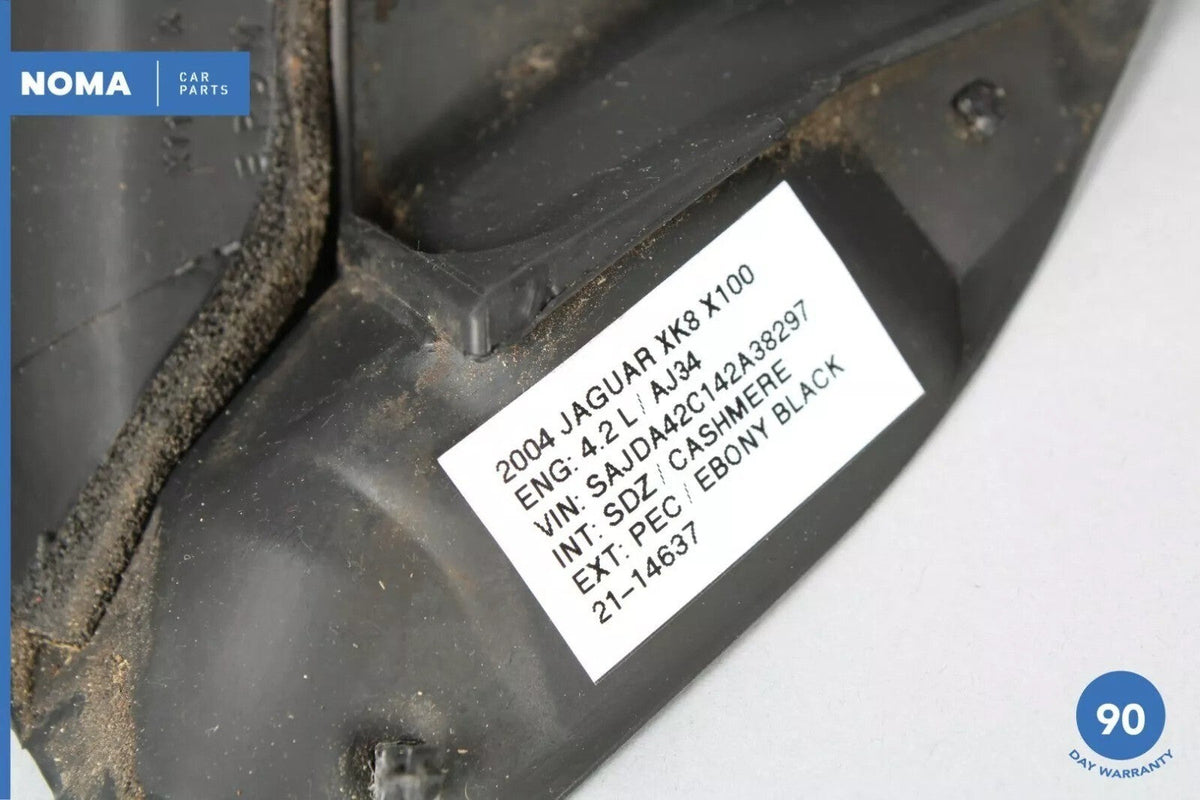 NOMA
CAR
PARTS
2004 JAGUAR XK8 X100
ENG: 4.2 L / AJ34
VIN: SAJDA42C142A38297
INT: SDZ / CASHMERE
EXT: PEC / EBONY BLACK
21-14637
90
DAY WARRANTY